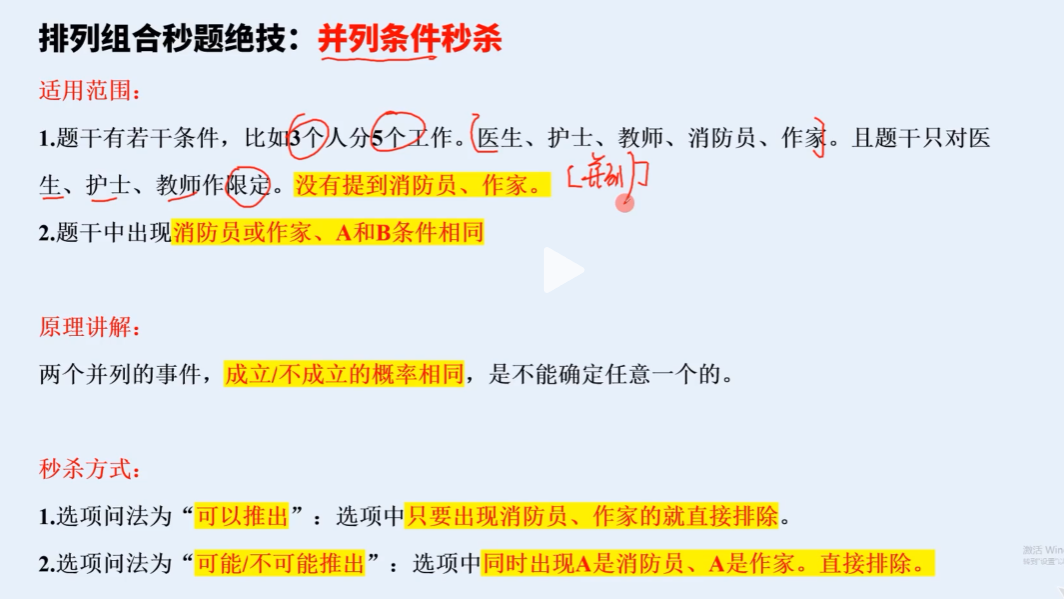 排列组合秒题绝技：并列条件秒杀
适用范围：
1.题干有若干条件，比如3个人分5个工作。医生、护士、教师、消防员、作家。且题干只对医
生、护士、教师作限定。没有提到消防员、作家。 [并列]
2.题干中出现消防员或作家、A和B条件相同
原理讲解：
两个并列的事件，成立/不成立的概率相同，是不能确定任意一个的。
秒杀方式：
1.选项问法为“可以推出”：选项中只要出现消防员、作家的就直接排除。
2.选项问法为“可能/不可能推出”：选项中同时出现A是消防员、A是作家。直接排除。
激活 Win